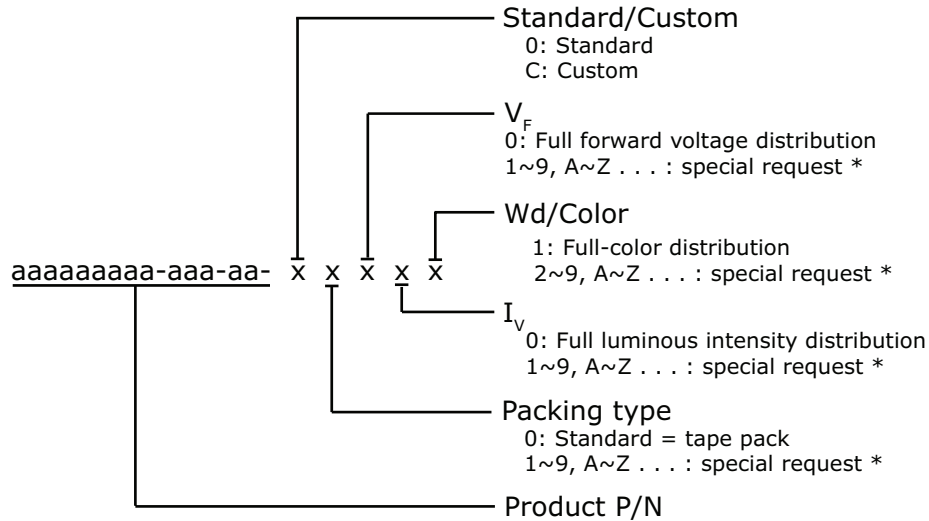 Standard/Custom
0: Standard
C: Custom
VF
0: Full forward voltage distribution
1~9, A~Z . . . : special request *
Wd/Color
1: Full-color distribution
2~9, A~Z . . . : special request *
aaaaaaaaa-aaa-aa- x x x x x
IV
0: Full luminous intensity distribution
1~9, A~Z . . . : special request *
Packing type
0: Standard = tape pack
1~9, A~Z . . . : special request *
Product P/N